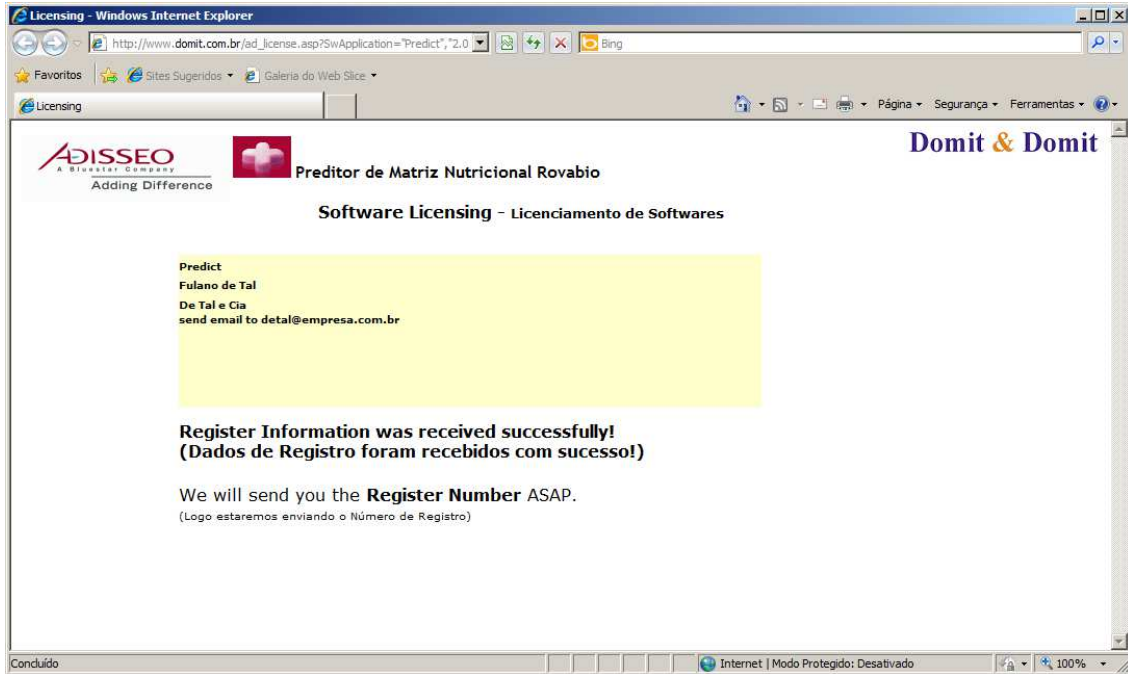 Licensing - Windows Internet Explorer
http://www.domit.com.br/ad_license.asp?SwApplication="Predict","2.0
Bing
Favoritos
Sites Sugeridos
Galeria do Web Slice
Licensing
Página
Segurança
Ferramentas
ADISSEO
A Bluestar Company
Adding Difference
Preditor de Matriz Nutricional Rovabio
Domit & Domit
Software Licensing - Licenciamento de Softwares
Predict
Fulano de Tal
De Tal e Cia
send email to detal@empresa.com.br
Register Information was received successfully!
(Dados de Registro foram recebidos com sucesso!)
We will send you the Register Number ASAP.
(Logo estaremos enviando o Número de Registro)
Concluído
Internet | Modo Protegido: Desativado
100%